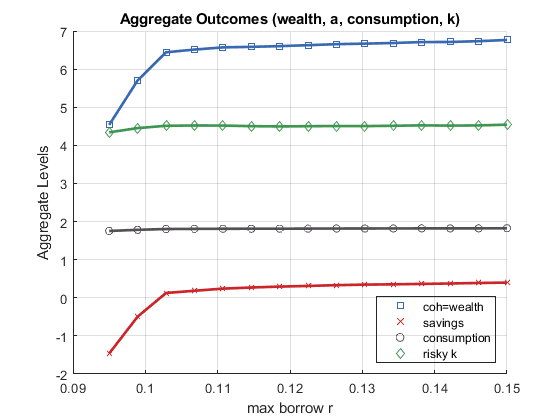 Aggregate Outcomes (wealth, a, consumption, k)
7
6
5
4
3
2
1
0
-1
-2
Aggregate Levels
0.09
0.1
0.11
0.12
0.13
0.14
0.15
max borrow r
coh=wealth
savings
consumption
risky k